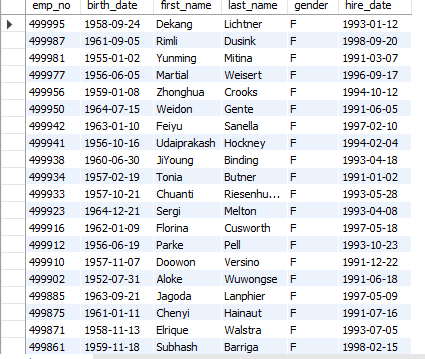 emp_no birth_date first_name last_name gender hire_date
499995 1958-09-24 Dekang Lichtner F 1993-01-12
499987 1961-09-05 Rimli Dusink F 1998-09-20
499981 1955-01-02 Yunming Mitina F 1991-03-07
499977 1956-06-05 Martial Weisert F 1996-09-17
499956 1959-01-08 Zhonghua Crooks F 1994-10-12
499950 1964-07-15 Weidon Gente F 1991-06-05
499942 1963-01-10 Feiyu Sanella F 1997-02-10
499941 1956-10-16 Udaiprakash Hockney F 1994-02-04
499938 1960-06-30 JiYoung Binding F 1993-04-18
499934 1957-02-19 Tonia Butner F 1991-01-02
499933 1957-10-21 Chuanti Riesenhu... F 1993-05-28
499923 1964-12-21 Sergi Melton F 1993-04-08
499916 1962-01-09 Florina Cusworth F 1997-05-18
499912 1956-06-19 Parke Pell F 1993-10-23
499910 1957-11-07 Doowon Versino F 1991-12-22
499902 1952-07-31 Aloke Wuwongse F 1991-06-18
499885 1963-09-21 Jagoda Lanphier F 1997-05-09
499875 1961-01-11 Chenyi Hainaut F 1991-07-16
499871 1958-11-13 Elrique Walstra F 1993-07-05
499861 1959-11-18 Subhash Barriga F 1998-02-15